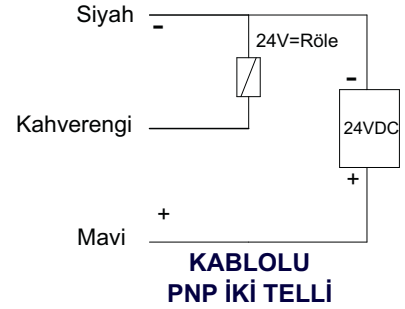 Siyah
-
24V=Röle
-
Kahverengi
24VDC
+
+
Mavi
KABLOLU
PNP İKİ TELLİ